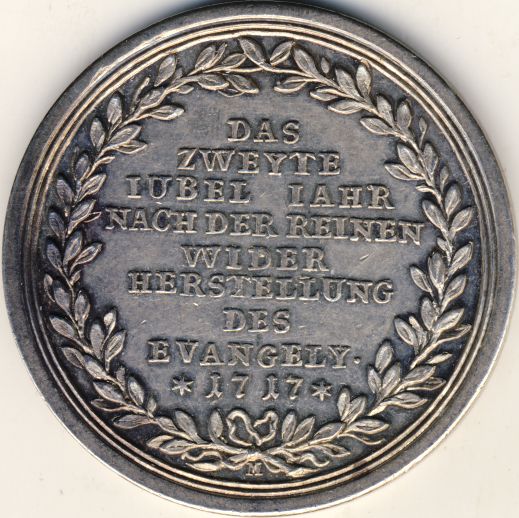 DAS
ZWEYTE
IUBEL IAHR
NACH DER REINEN
WIDER
HERSTELLUNG
DES
EVANGELY.
* 1717 *
M